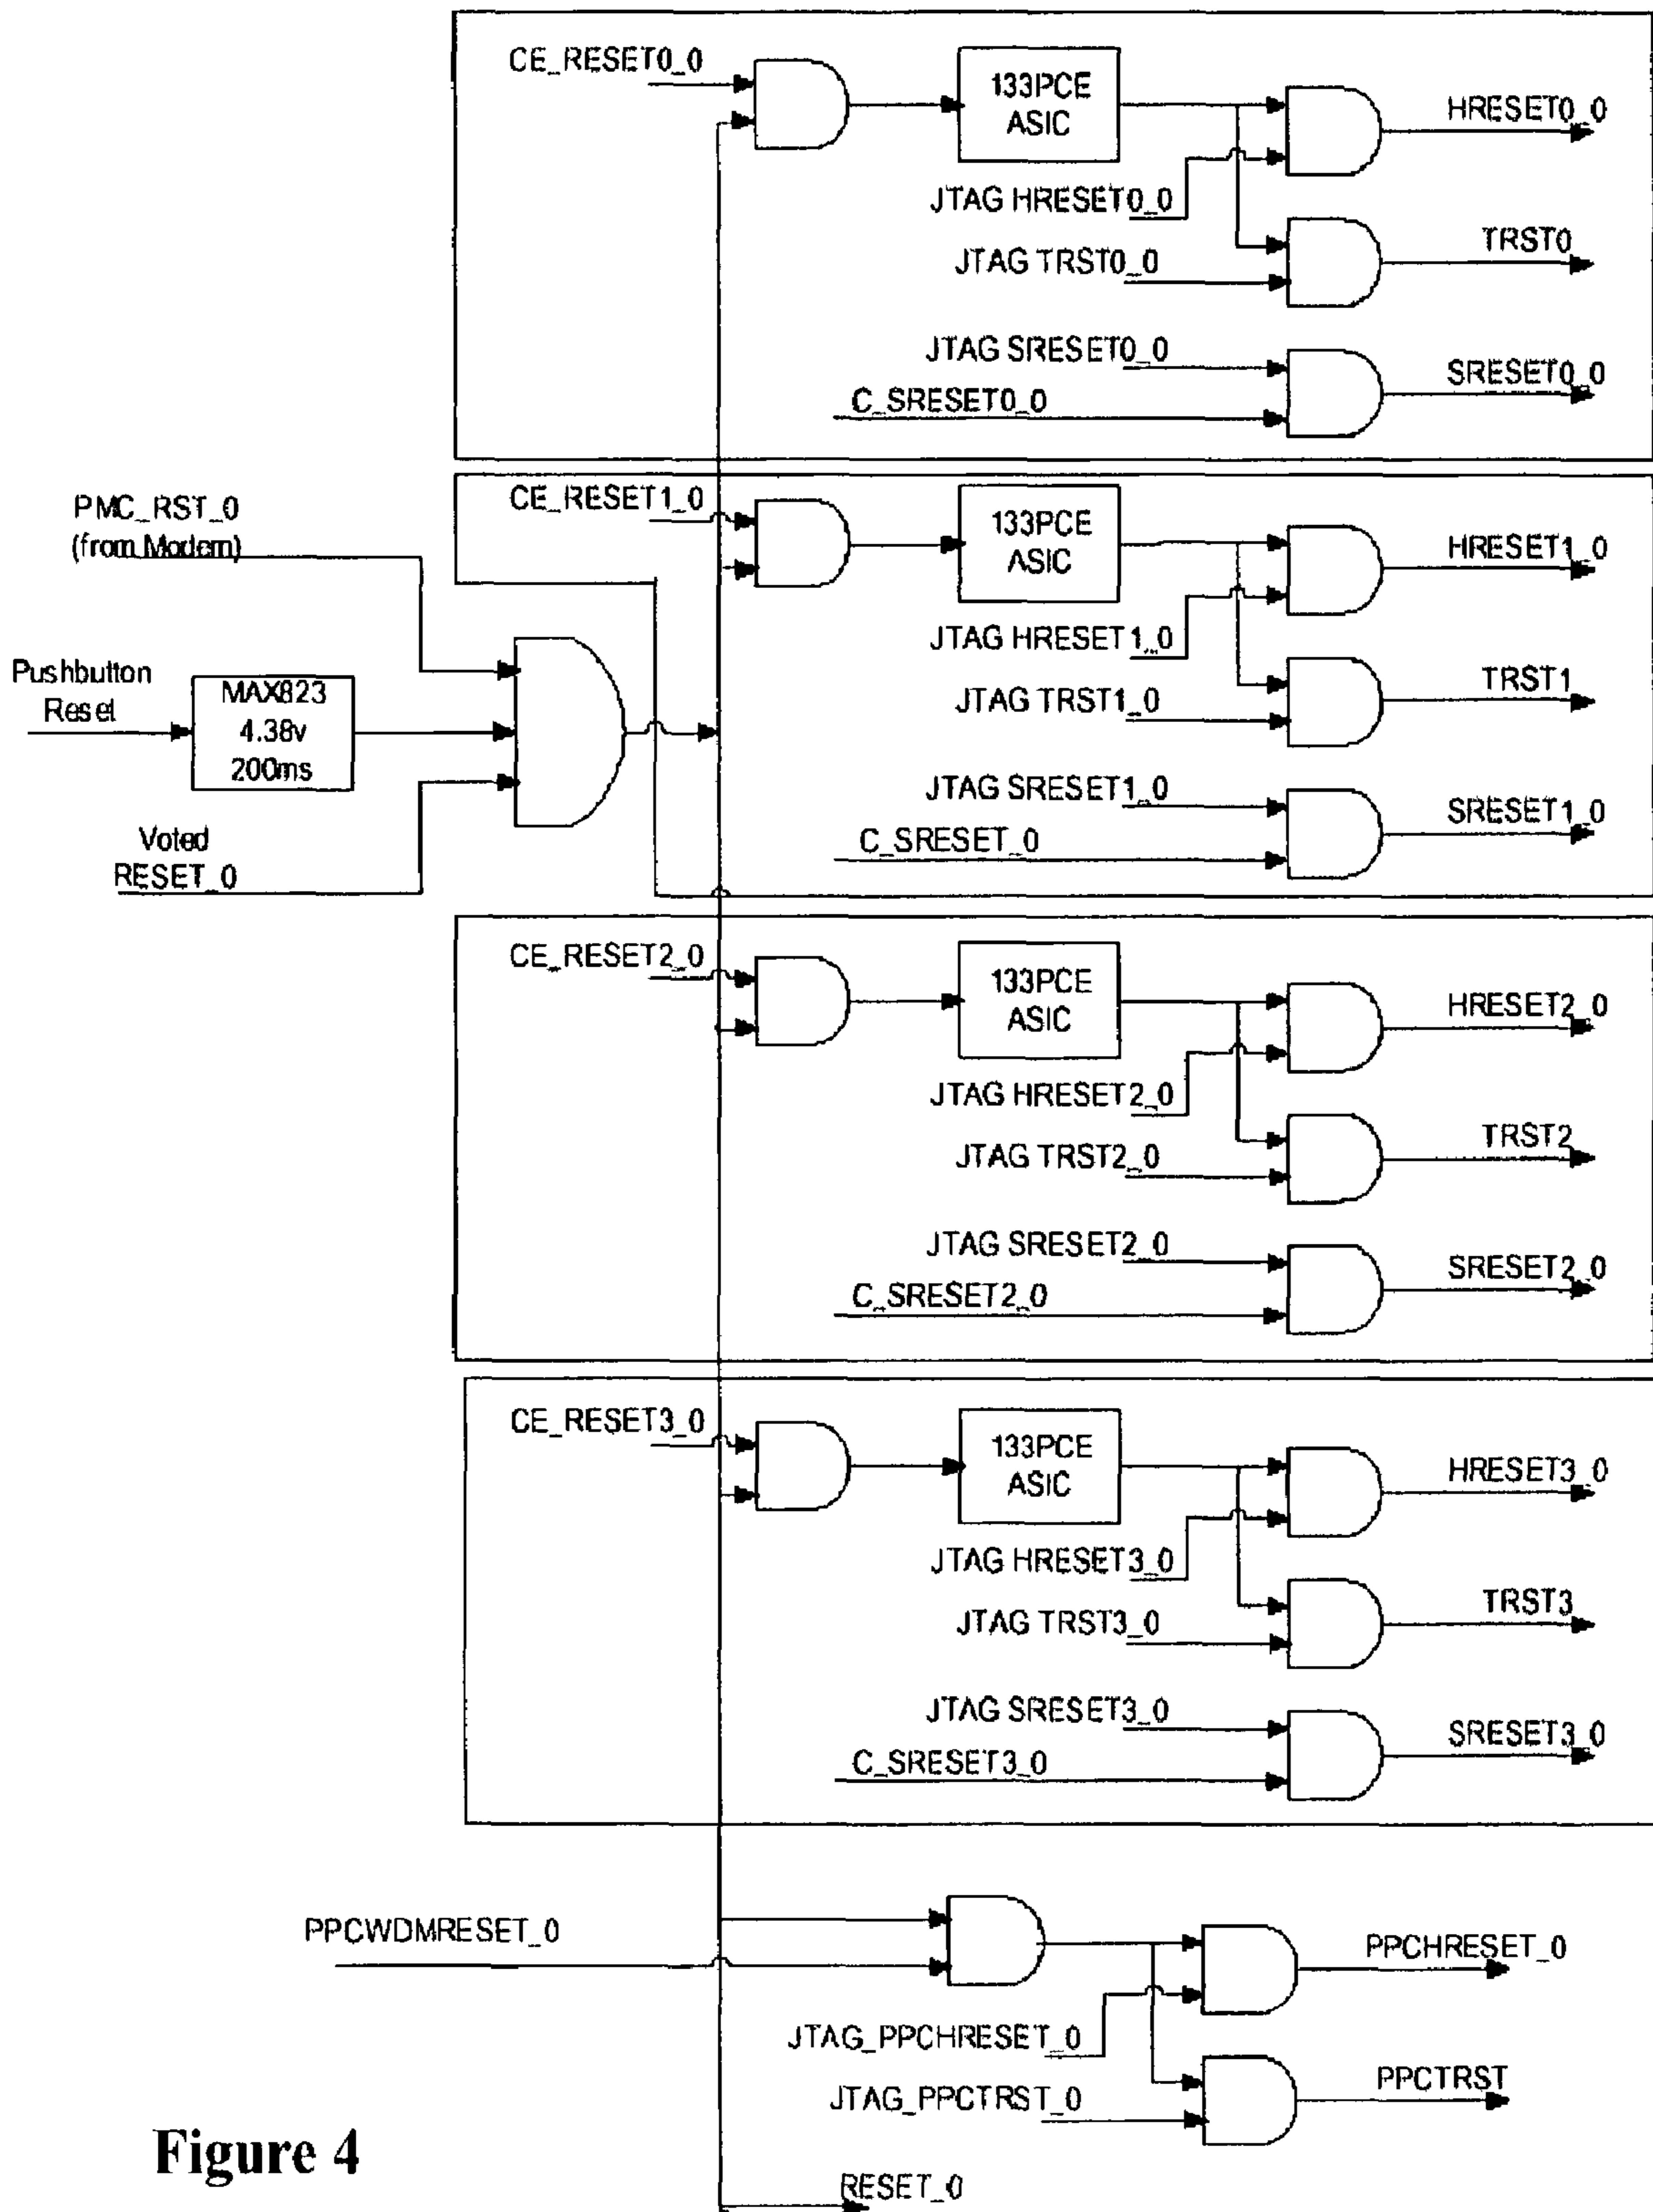 CE_RESET0_0
133PCE
ASIC
HRESET0_0
JTAG HRESET0_0
TRST0
JTAG TRST0_0
JTAG SRESET0_0
SRESET0_0
C_SRESET0_0
PMC_RST_0
(from Modem)
Pushbutton
Reset
MAX823
4.38v
200ms
Voted
RESET_0
CE_RESET1_0
133PCE
ASIC
HRESET1_0
JTAG HRESET1_0
TRST1
JTAG TRST1_0
JTAG SRESET1_0
SRESET1_0
C_SRESET_0
CE_RESET2_0
133PCE
ASIC
HRESET2_0
JTAG HRESET2_0
TRST2
JTAG TRST2_0
JTAG SRESET2_0
SRESET2_0
C_SRESET2_0
CE_RESET3_0
133PCE
ASIC
HRESET3_0
JTAG HRESET3_0
TRST3
JTAG TRST3_0
JTAG SRESET3_0
SRESET3_0
C_SRESET3_0
PPCWDMRESET_0
PPCHRESET_0
JTAG_PPCHRESET_0
PPCTRST
JTAG_PPCTRST_0
Figure 4
RESET_0